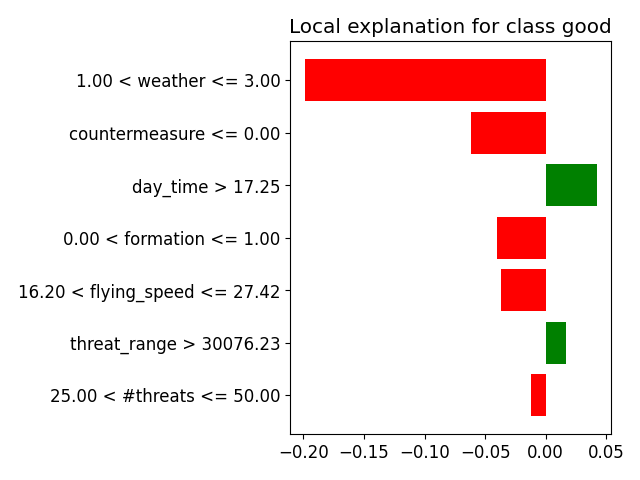 Local explanation for class good
1.00 < weather <= 3.00
countermeasure <= 0.00
day_time > 17.25
0.00 < formation <= 1.00
16.20 < flying_speed <= 27.42
threat_range > 30076.23
25.00 < #threats <= 50.00
−0.20 −0.15 −0.10 −0.05 0.00 0.05